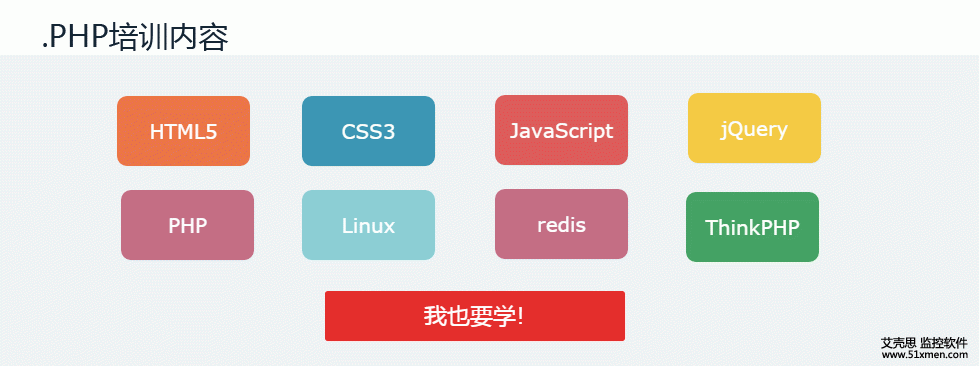 .PHP培训内容
HTML5
CSS3
JavaScript
jQuery
PHP
Linux
redis
ThinkPHP
我也要学!
艾壳思 监控软件
www.51xmen.com